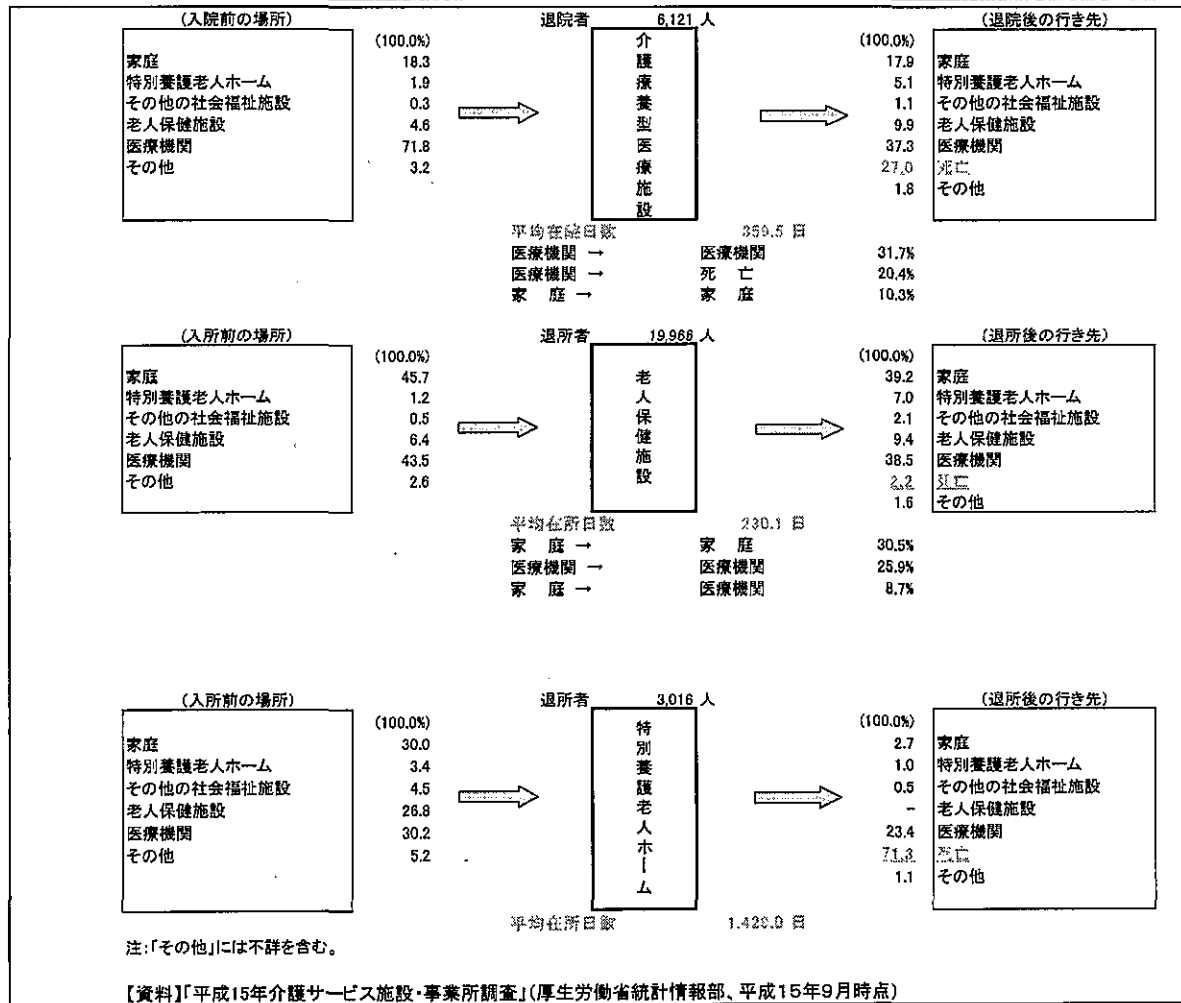 (入院前の場所) 退院者 6,121 人 (退院後の行き先)
(100.0%) 介護療養型医療施設 (100.0%)
家庭 18.3 17.9 家庭
特別養護老人ホーム 1.9 5.1 特別養護老人ホーム
その他の社会福祉施設 0.3 1.1 その他の社会福祉施設
老人保健施設 4.6 9.9 老人保健施設
医療機関 71.8 37.3 医療機関
その他 3.2 27.0 死亡
1.8 その他
平均在院日数 359.5 日
医療機関 → 医療機関 31.7%
医療機関 → 死 亡 20.4%
家 庭 → 家 庭 10.3%
(入所前の場所) 退所者 19,966 人 (退所後の行き先)
(100.0%) 老人保健施設 (100.0%)
家庭 45.7 39.2 家庭
特別養護老人ホーム 1.2 7.0 特別養護老人ホーム
その他の社会福祉施設 0.5 2.1 その他の社会福祉施設
老人保健施設 6.4 9.4 老人保健施設
医療機関 43.5 38.5 医療機関
その他 2.6 2.2 死亡
1.6 その他
平均在所日数 230.1 日
家 庭 → 家 庭 30.5%
医療機関 → 医療機関 25.9%
家 庭 → 医療機関 8.7%
(入所前の場所) 退所者 3,016 人 (退所後の行き先)
(100.0%) 特別養護老人ホーム (100.0%)
家庭 30.0 2.7 家庭
特別養護老人ホーム 3.4 1.0 特別養護老人ホーム
その他の社会福祉施設 4.5 0.5 その他の社会福祉施設
老人保健施設 26.8 - 老人保健施設
医療機関 30.2 23.4 医療機関
その他 5.2 71.3 死亡
1.1 その他
平均在所日数 日
注:「その他」には不詳を含む。
【資料】「平成15年介護サービス施設・事業所調査」(厚生労働省統計情報部、平成15年9月時点)